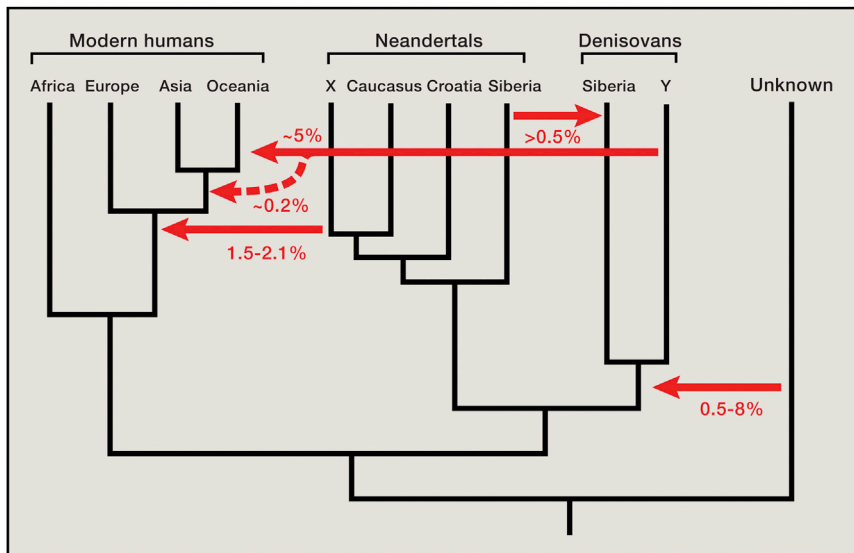 Modern humans
Neandertals
Denisovans
Africa Europe Asia Oceania
X Caucasus Croatia Siberia
Siberia Y
Unknown
~5%
>0.5%
~0.2%
1.5-2.1%
0.5-8%